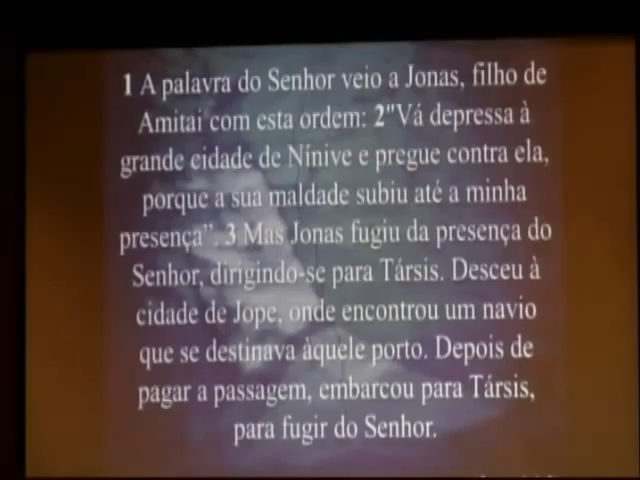 1 A palavra do Senhor veio a Jonas, filho de
Amitai com esta ordem: 2"Vá depressa à
grande cidade de Nínive e pregue contra ela,
porque a sua maldade subiu até a minha
presença". 3 Mas Jonas fugiu da presença do
Senhor, dirigindo-se para Társis. Desceu à
cidade de Jope, onde encontrou um navio
que se destinava àquele porto. Depois de
pagar a passagem, embarcou para Társis,
para fugir do Senhor.